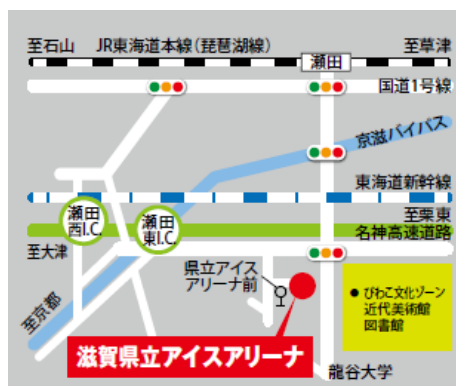 至石山 JR東海道本線(琵琶湖線) 至草津
瀬田
国道1号線
京滋バイパス
東海道新幹線
瀬田
西I.C.
瀬田
東I.C.
至栗東
名神高速道路
至大津
県立アイス
アリーナ前
至京都
● びわこ文化ゾーン
近代美術館
図書館
滋賀県立アイスアリーナ
龍谷大学